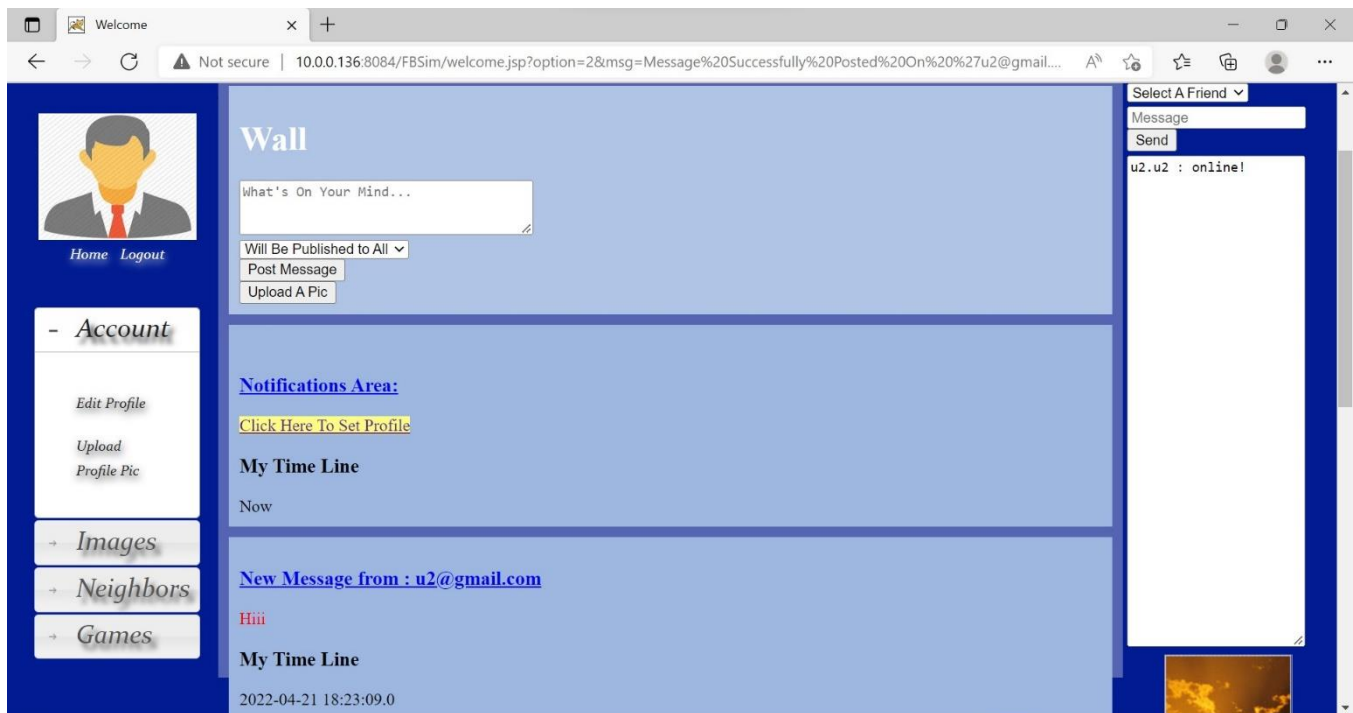 Welcome
Not secure
10.0.0.136:8084/FBSim/welcome.jsp?option=2&msg=Message%20Successfully%20Posted%20On%20%27u2@gmail....
Home Logout
- Account
Edit Profile
Upload
Profile Pic
Images
Neighbors
Games
Wall
What's On Your Mind...
Will Be Published to All
Post Message
Upload A Pic
Notifications Area:
Click Here To Set Profile
My Time Line
Now
New Message from : u2@gmail.com
Hiii
My Time Line
2022-04-21 18:23:09.0
Select A Friend
Message
Send
u2.u2 : online!